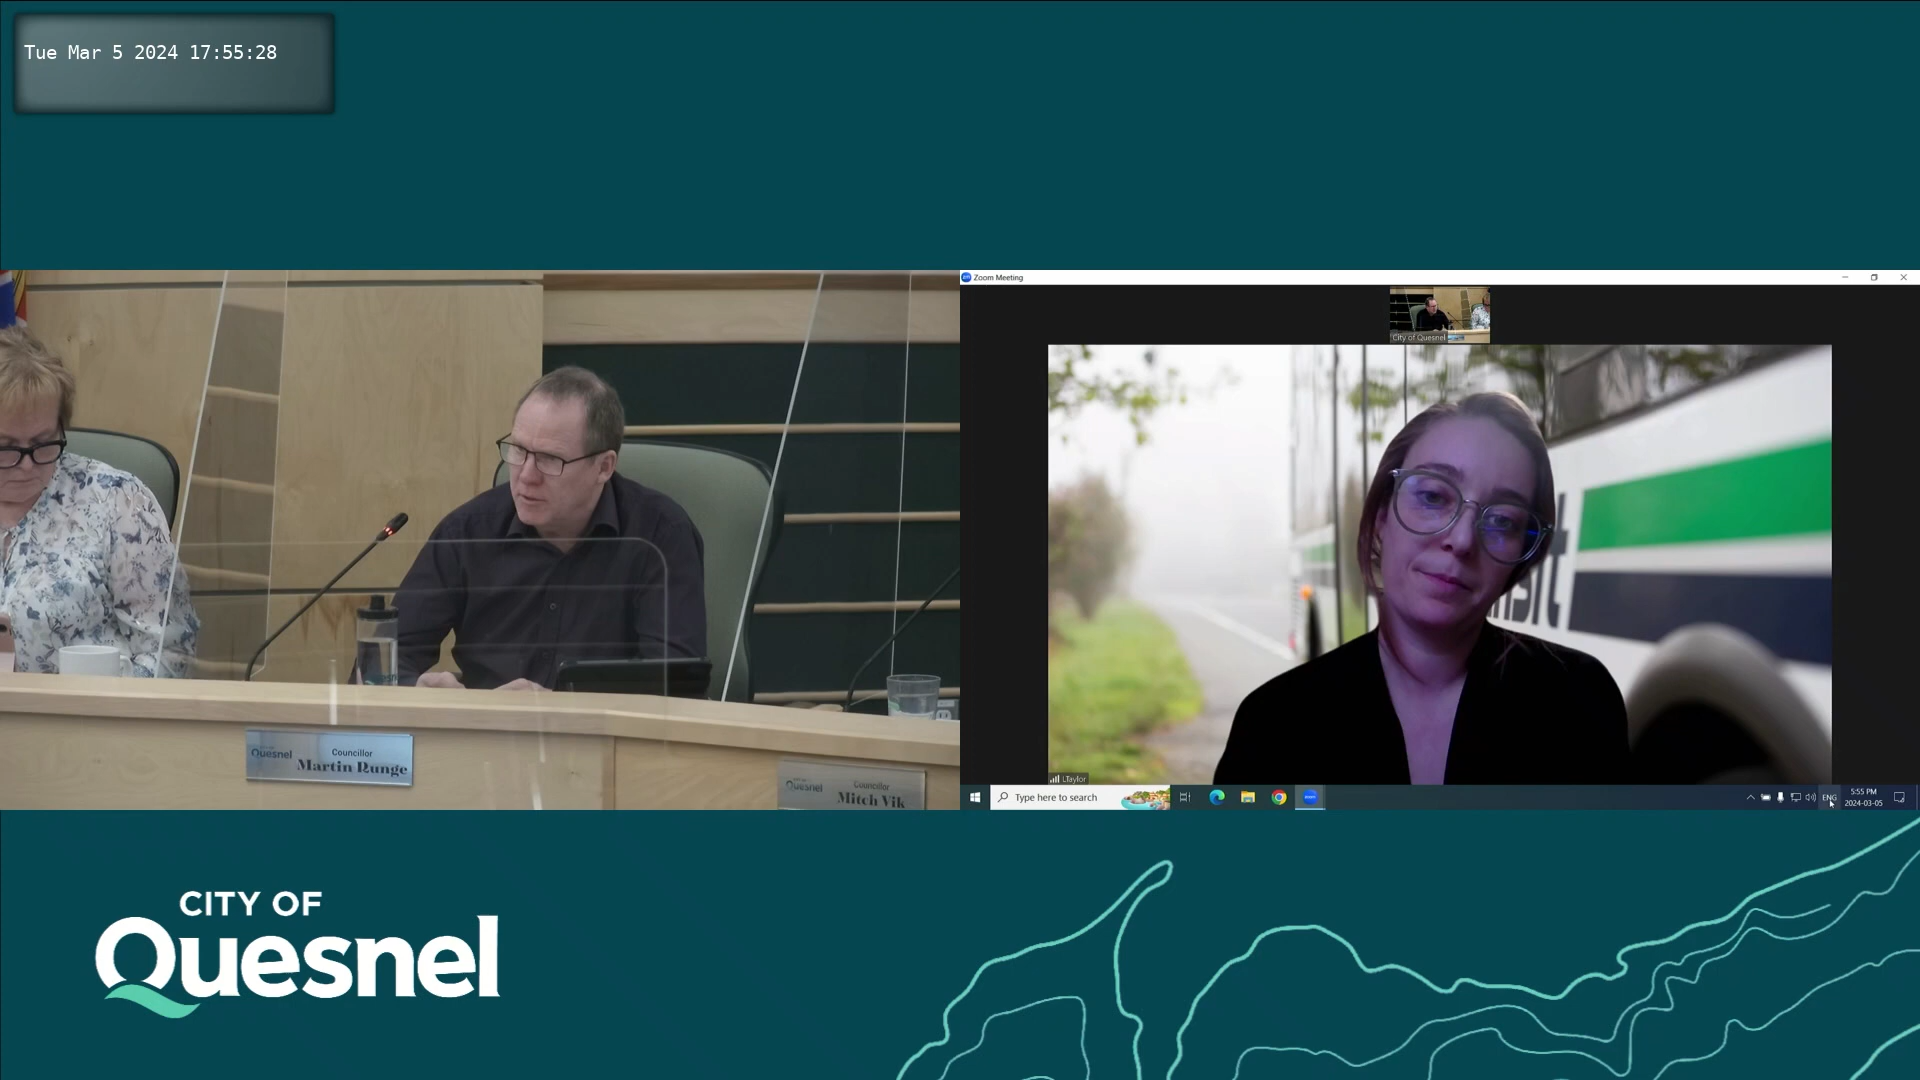 Tue Mar 5 2024 17:55:28
Zoom Meeting
City of Quesnel
Quesnel
Councillor
Martin Runge
Quesnel
Councillor
Mitch Vik
LTaylor
Type here to search
ENG
5:55 PM
2024-03-05
CITY OF
Quesnel